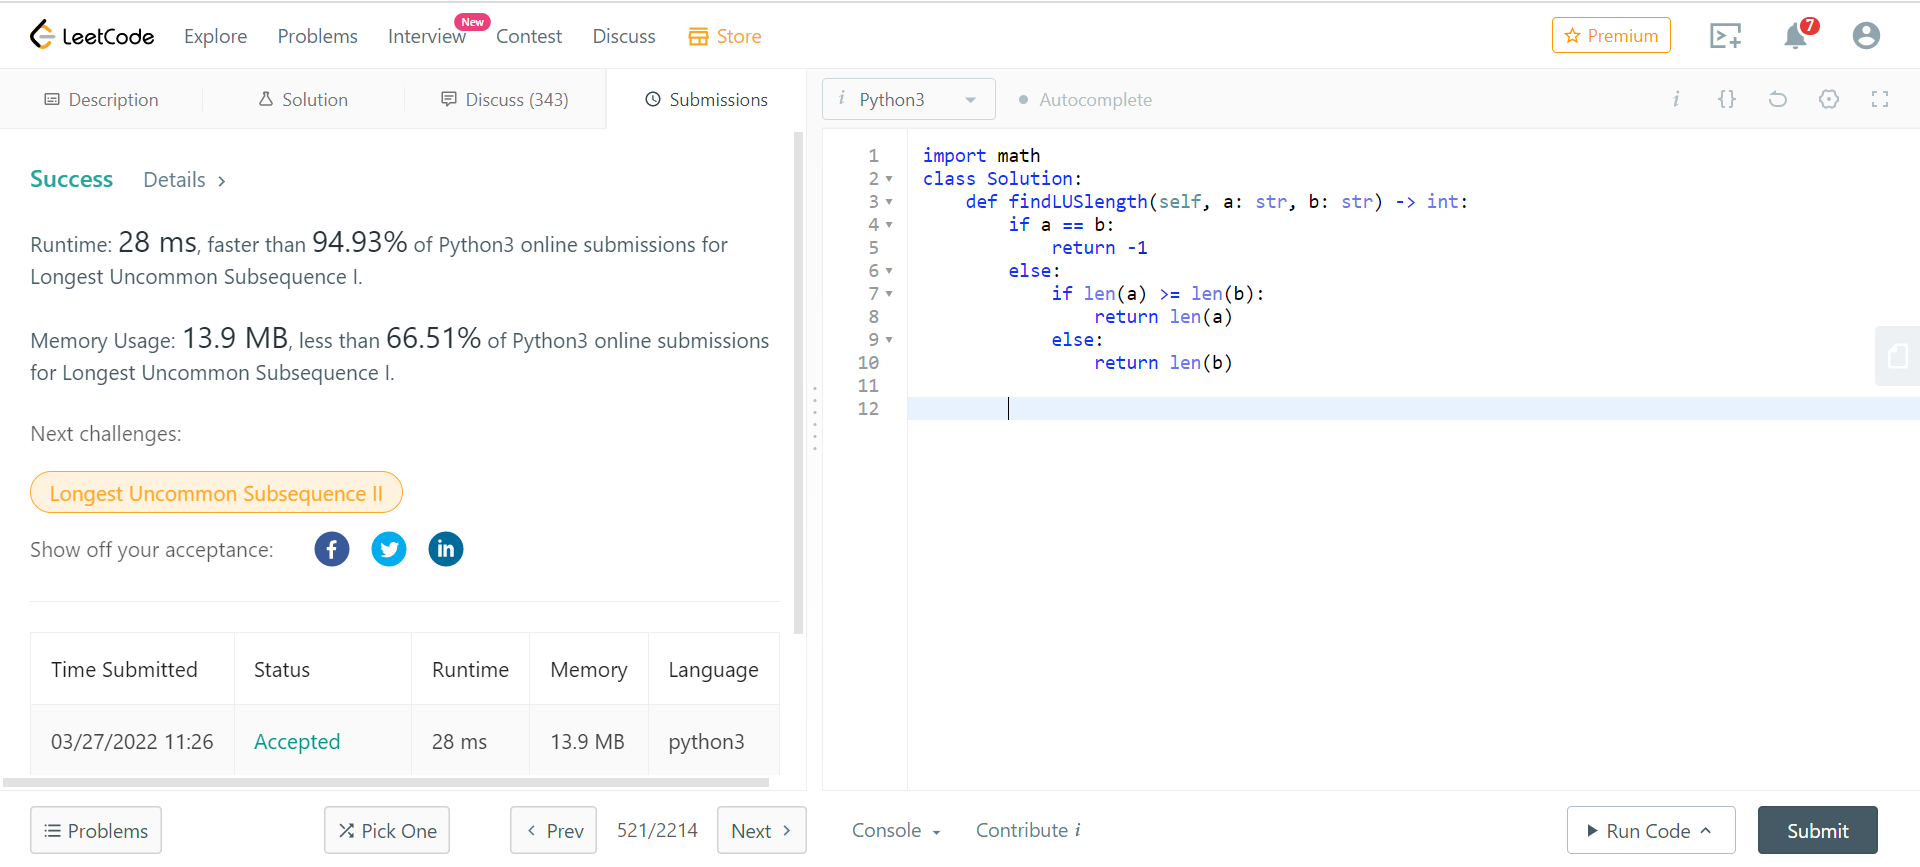 LeetCode Explore Problems Interview New Contest Discuss Store Premium 7
Description Solution Discuss (343) Submissions
Success Details >
Runtime: 28 ms, faster than 94.93% of Python3 online submissions for
Longest Uncommon Subsequence I.
Memory Usage: 13.9 MB, less than 66.51% of Python3 online submissions
for Longest Uncommon Subsequence I.
Next challenges:
Longest Uncommon Subsequence II
Show off your acceptance: f in
Time Submitted Status Runtime Memory Language
03/27/2022 11:26 Accepted 28 ms 13.9 MB python3
Problems Pick One < Prev 521/2214 Next >
i Python3 Autocomplete i {}
1 import math
2 class Solution:
3 def findLUSlength(self, a: str, b: str) -> int:
4 if a == b:
5 return -1
6 else:
7 if len(a) >= len(b):
8 return len(a)
9 else:
10 return len(b)
11
12
Console Contribute i Run Code Submit